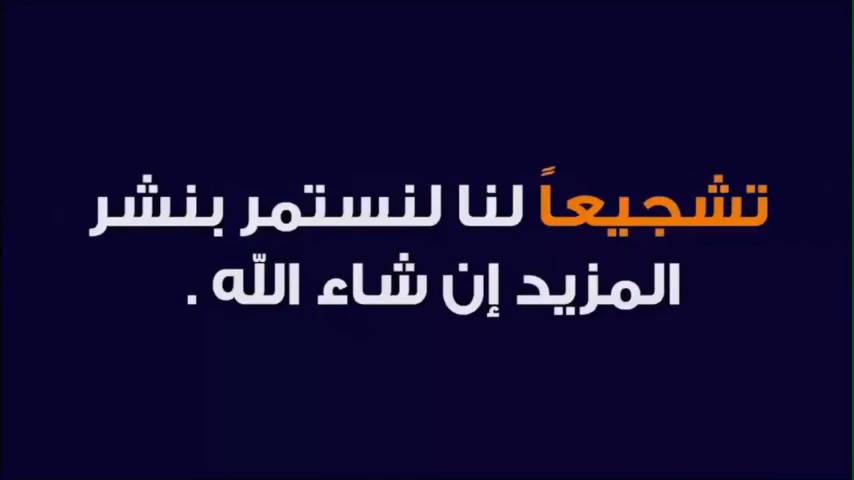 تشجيعاً لنا لنستمر بنشر
المزيد إن شاء الله .